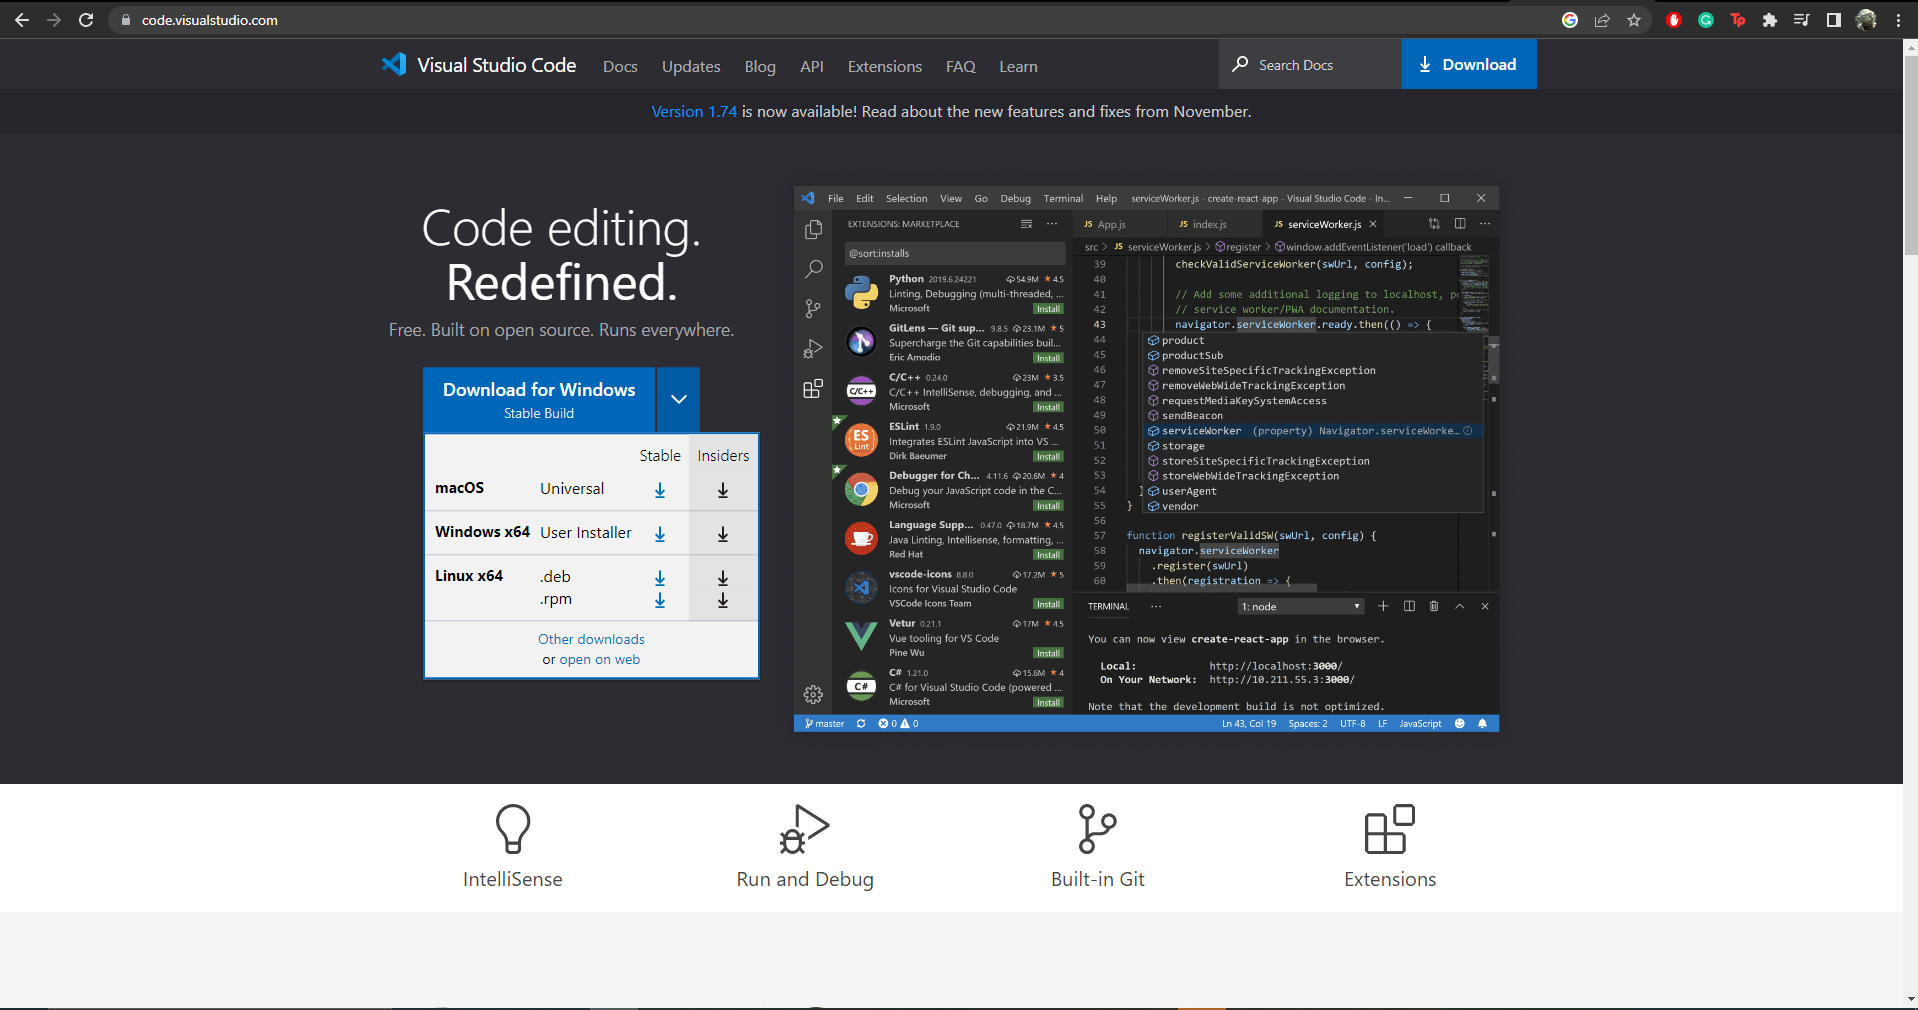 code.visualstudio.com
Visual Studio Code Docs Updates Blog API Extensions FAQ Learn Search Docs Download
Version 1.74 is now available! Read about the new features and fixes from November.
Code editing.
Redefined.
Free. Built on open source. Runs everywhere.
Download for Windows
Stable Build
Stable Insiders
macOS Universal
Windows x64 User Installer
Linux x64 .deb
.rpm
Other downloads
or open on web
File Edit Selection View Go Debug Terminal Help serviceWorker.js - create-react-app - Visual Studio Code - In...
EXTENSIONS: MARKETPLACE
@sort:installs
Python 2019.6.24221 54.9M 4.5
Linting, Debugging (multi-threaded, ...
Microsoft Install
GitLens — Git sup... 9.8.5 23.1M 5
Supercharge the Git capabilities buil...
Eric Amodio Install
C/C++ C/C++ 0.24.0 23M 3.5
C/C++ IntelliSense, debugging, and ...
Microsoft Install
ES Lint ESLint 1.9.0 21.9M 4.5
Integrates ESLint JavaScript into VS ...
Dirk Baeumer Install
Debugger for Ch... 4.11.6 20.6M 4
Debug your JavaScript code in the C...
Microsoft Install
Language Supp... 0.47.0 18.7M 4.5
Java Linting, Intellisense, formatting, ...
Red Hat Install
vscode-icons 8.8.0 17.2M 5
Icons for Visual Studio Code
VSCode Icons Team Install
Vetur 0.21.1 17M 4.5
Vue tooling for VS Code
Pine Wu Install
C# C# 1.21.0 15.6M 4
C# for Visual Studio Code (powered ...
Microsoft Install
JS App.js JS index.js JS serviceWorker.js
src > JS serviceWorker.js > register > window.addEventListener('load') callback
39 checkValidServiceWorker(swUrl, config);
40
41 // Add some additional logging to localhost, p
42 // service worker/PWA documentation.
43 navigator.serviceWorker.ready.then(() => {
44 product
45 productSub
46 removeSiteSpecificTrackingException
47 removeWebWideTrackingException
48 requestMediaKeySystemAccess
49 sendBeacon
50 serviceWorker (property) Navigator.serviceWorke...
51 storage
52 storeSiteSpecificTrackingException
53 storeWebWideTrackingException
54 } userAgent
55 } vendor
56
57 function registerValidSW(swUrl, config) {
58 navigator.serviceWorker
59 .register(swUrl)
60 .then(registration => {
TERMINAL ... 1: node
You can now view create-react-app in the browser.
Local: http://localhost:3000/
On Your Network: http://10.211.55.3:3000/
Note that the development build is not optimized.
master 0 0 Ln 43, Col 19 Spaces: 2 UTF-8 LF JavaScript
IntelliSense Run and Debug Built-in Git Extensions